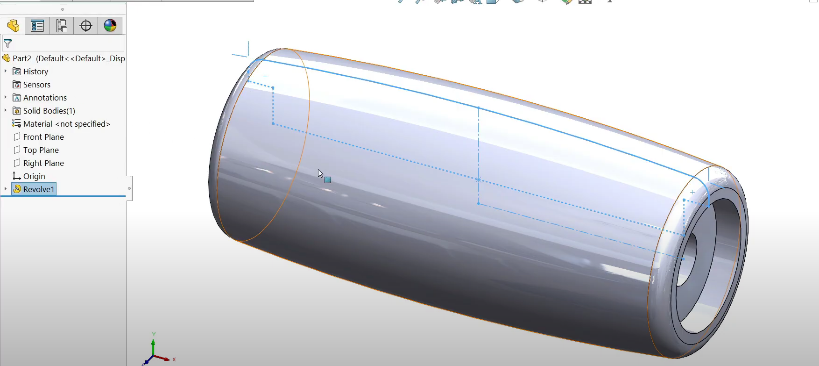 Part2 (Default<<Default>_Disp
History
Sensors
Annotations
Solid Bodies(1)
Material <not specified>
Front Plane
Top Plane
Right Plane
Origin
Revolve1
Y
X